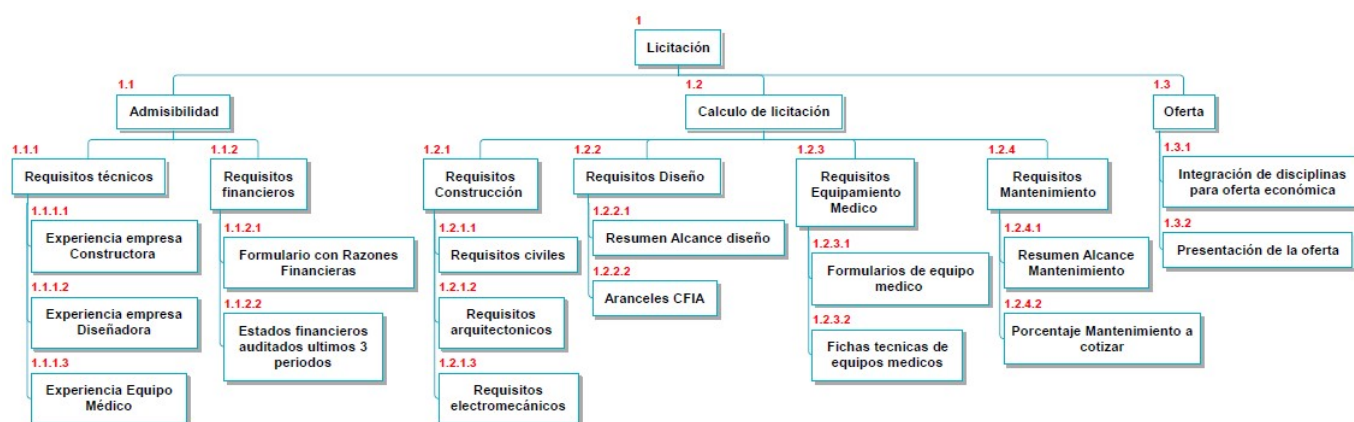 1
Licitación
1.1
Admisibilidad
1.2
Calculo de licitación
1.3
Oferta
1.1.1
Requisitos técnicos
1.1.2
Requisitos
financieros
1.2.1
Requisitos
Construcción
1.2.2
Requisitos Diseño
1.2.3
Requisitos
Equipamiento
Medico
1.2.4
Requisitos
Mantenimiento
1.3.1
Integración de disciplinas
para oferta económica
1.3.2
Presentación de la oferta
1.1.1.1
Experiencia empresa
Constructora
1.1.1.2
Experiencia empresa
Diseñadora
1.1.1.3
Experiencia Equipo
Médico
1.1.2.1
Formulario con Razones
Financieras
1.1.2.2
Estados financieros
auditados ultimos 3
periodos
1.2.1.1
Requisitos civiles
1.2.1.2
Requisitos
arquitectonicos
1.2.1.3
Requisitos
electromecánicos
1.2.2.1
Resumen Alcance diseño
1.2.2.2
Aranceles CFIA
1.2.3.1
Formularios de equipo
medico
1.2.3.2
Fichas tecnicas de
equipos medicos
1.2.4.1
Resumen Alcance
Mantenimiento
1.2.4.2
Porcentaje Mantenimiento a
cotizar